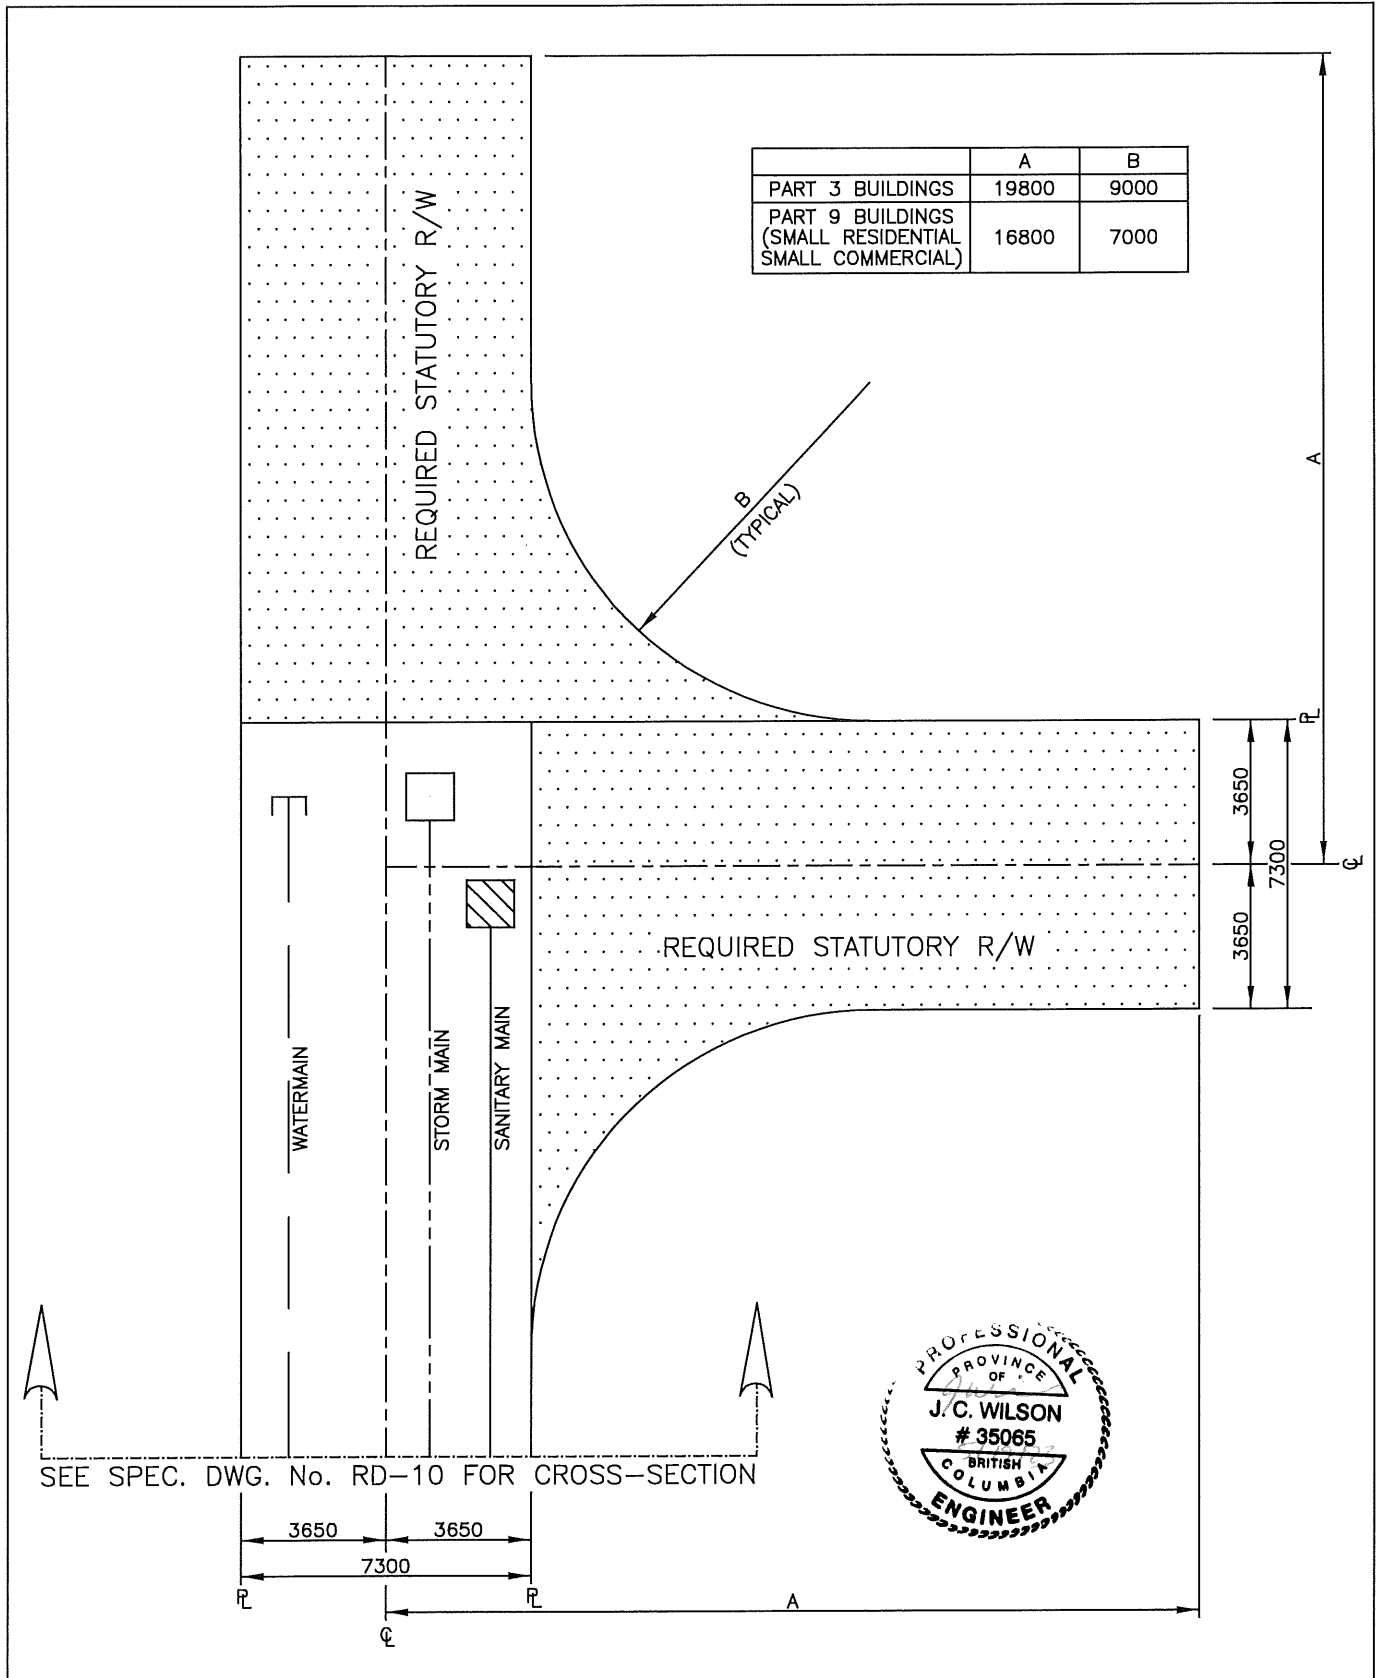 A B
PART 3 BUILDINGS 19800 9000
PART 9 BUILDINGS
(SMALL RESIDENTIAL
SMALL COMMERCIAL) 16800 7000
REQUIRED STATUTORY R/W
A
B
(TYPICAL)
PL
3650
7300
CL
3650
REQUIRED STATUTORY R/W
WATERMAIN
STORM MAIN
SANITARY MAIN
PROFESSIONAL
PROVINCE
OF
J. C. WILSON
# 35065
BRITISH
COLUMBIA
ENGINEER
SEE SPEC. DWG. No. RD-10 FOR CROSS-SECTION
3650 3650
7300
PL PL
A
CL